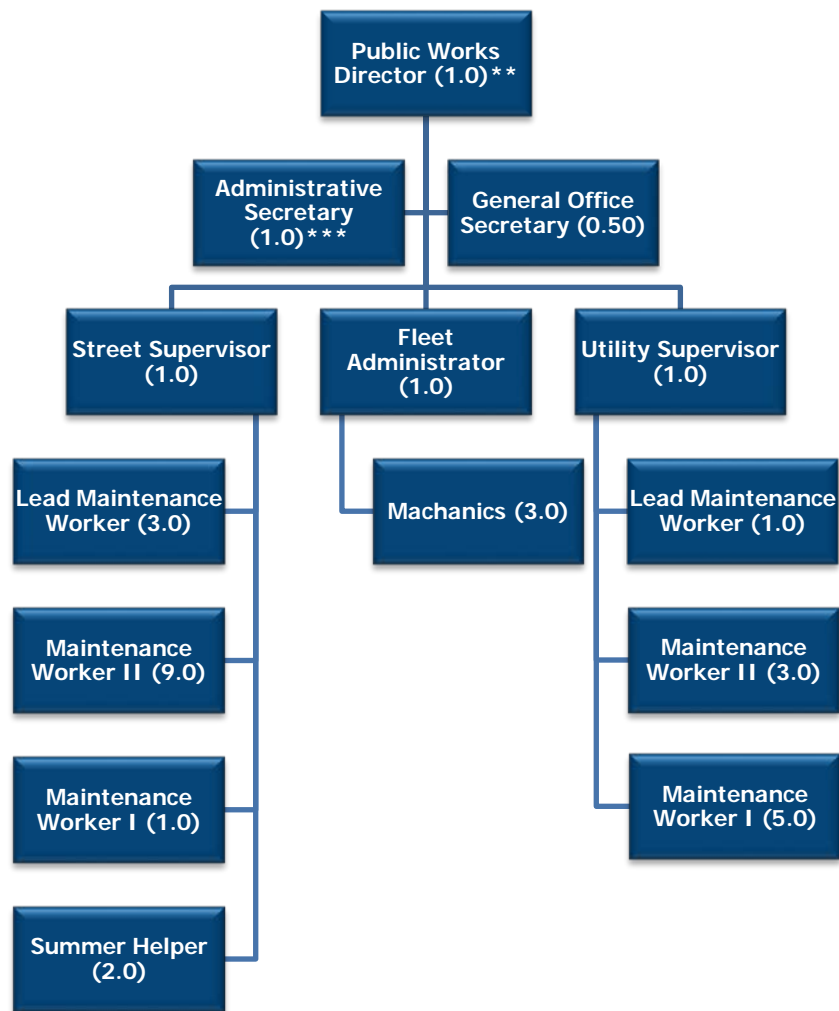 Public Works
Director (1.0)**
Administrative
Secretary
(1.0)***
General Office
Secretary (0.50)
Street Supervisor
(1.0)
Fleet
Administrator
(1.0)
Utility Supervisor
(1.0)
Lead Maintenance
Worker (3.0)
Machanics (3.0)
Lead Maintenance
Worker (1.0)
Maintenance
Worker II (9.0)
Maintenance
Worker II (3.0)
Maintenance
Worker I (1.0)
Maintenance
Worker I (5.0)
Summer Helper
(2.0)